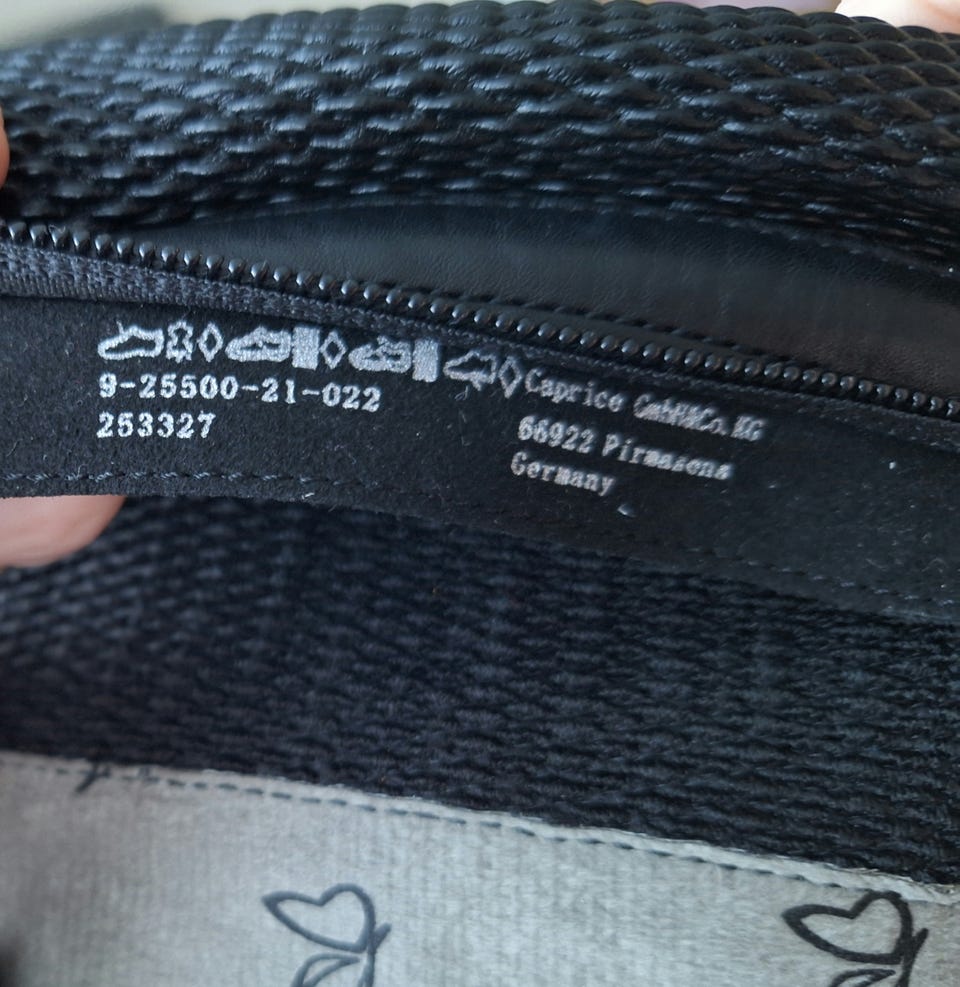 9-25500-21-022
253327
Caprice GmbH&Co.KG
66922 Pirmasens
Germany